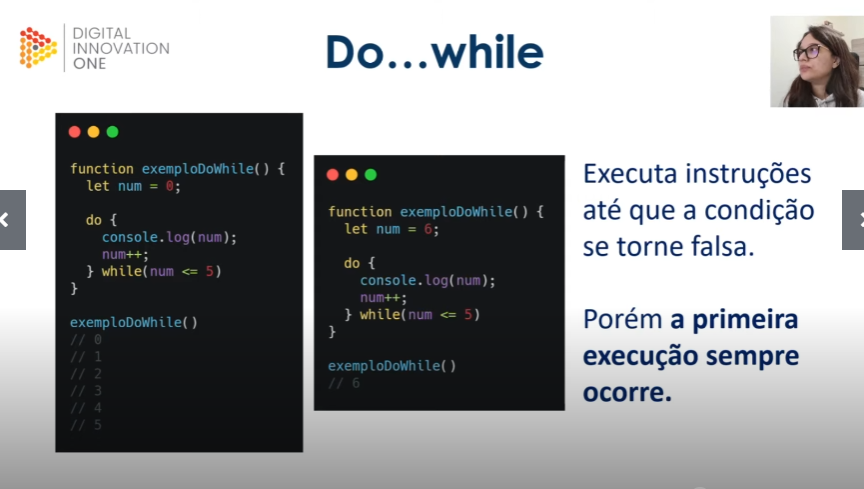 DIGITAL
INNOVATION
ONE
Do...while
function exemploDoWhile() {
let num = 0;
do {
console.log(num);
num++;
} while(num <= 5)
}
exemploDoWhile()
// 0
// 1
// 2
// 3
// 4
// 5
function exemploDoWhile() {
let num = 6;
do {
console.log(num);
num++;
} while(num <= 5)
}
exemploDoWhile()
// 6
Executa instruções
até que a condição
se torne falsa.
Porém a primeira
execução sempre
ocorre.